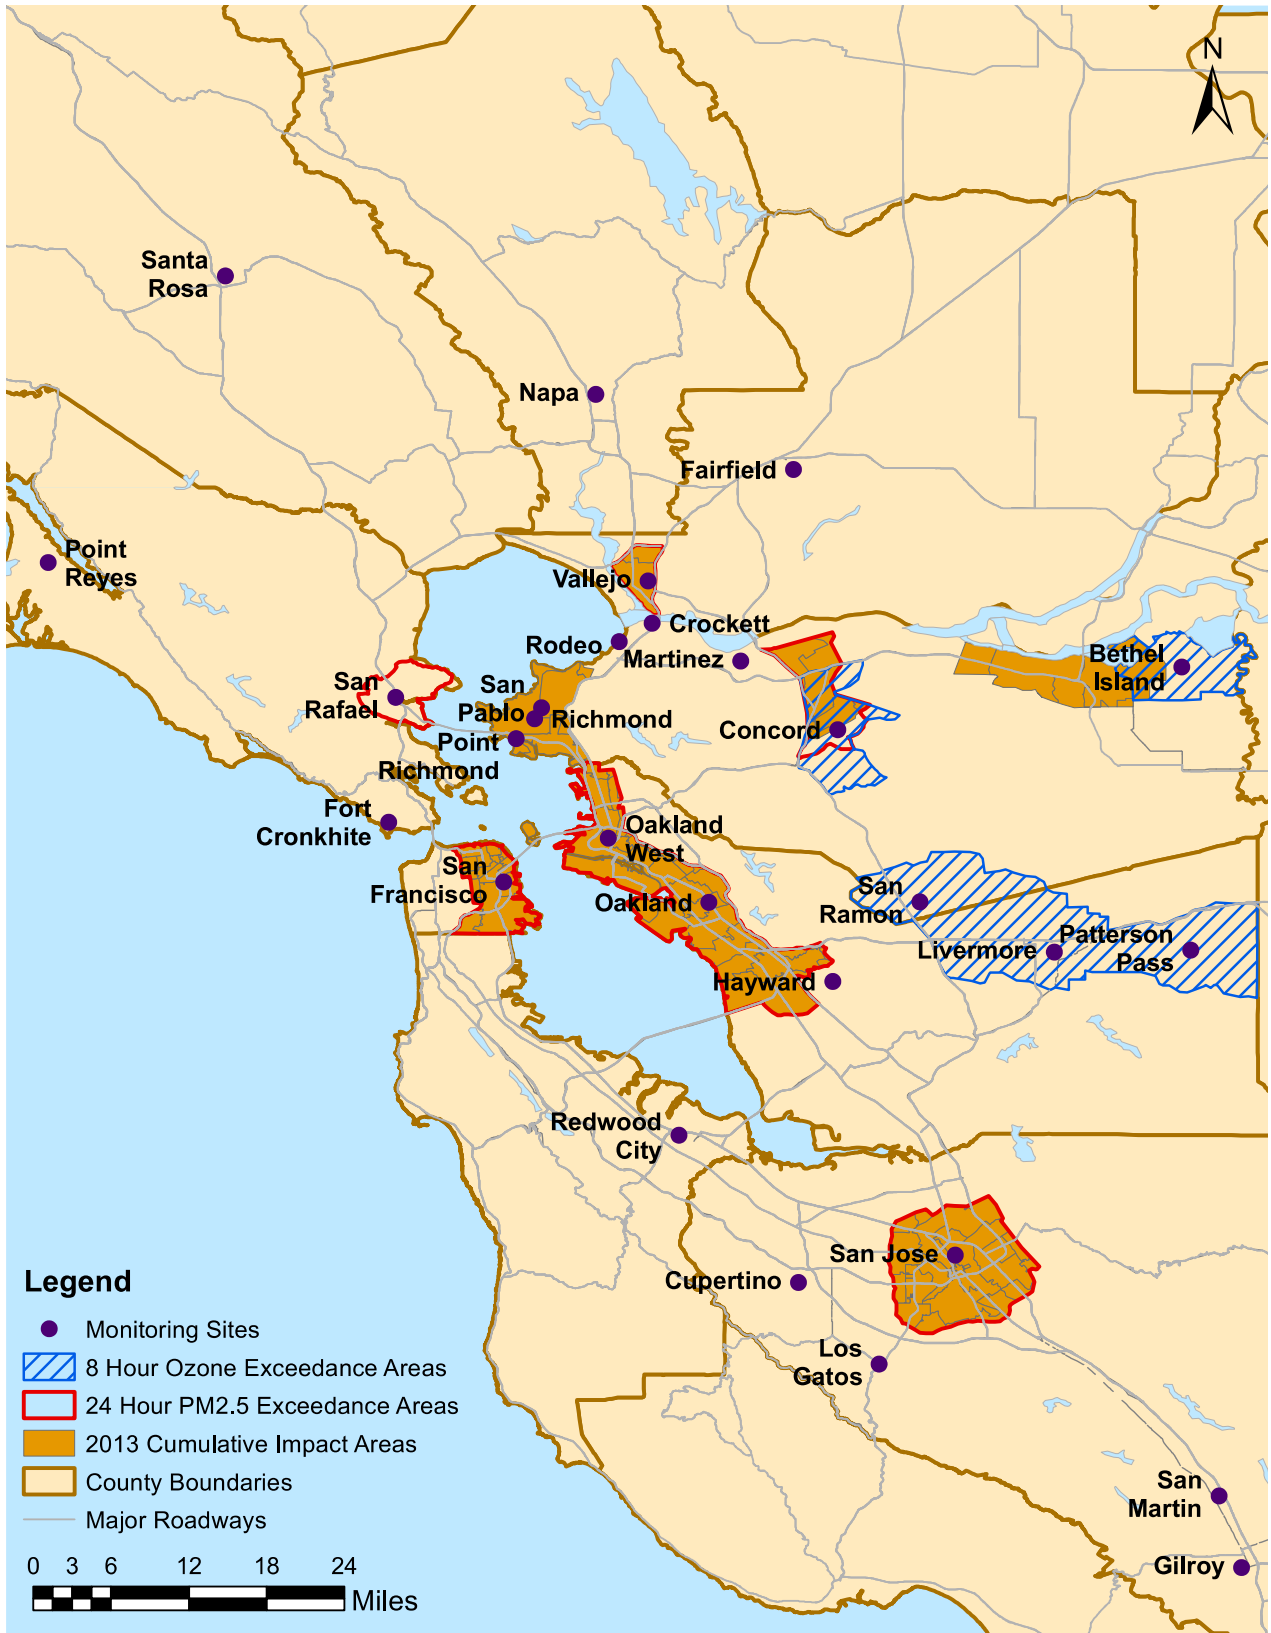 N
Santa
Rosa
Napa
Fairfield
Point
Reyes
Vallejo
Crockett
Rodeo
Martinez
Bethel
Island
San
Rafael
San
Pablo
Richmond
Point
Richmond
Concord
Fort
Cronkhite
Oakland
West
San
Francisco
Oakland
San
Ramon
Livermore
Patterson
Pass
Hayward
Redwood
City
San Jose
Cupertino
Los
Gatos
San
Martin
Gilroy
Legend
Monitoring Sites
8 Hour Ozone Exceedance Areas
24 Hour PM2.5 Exceedance Areas
2013 Cumulative Impact Areas
County Boundaries
Major Roadways
0 3 6 12 18 24
Miles